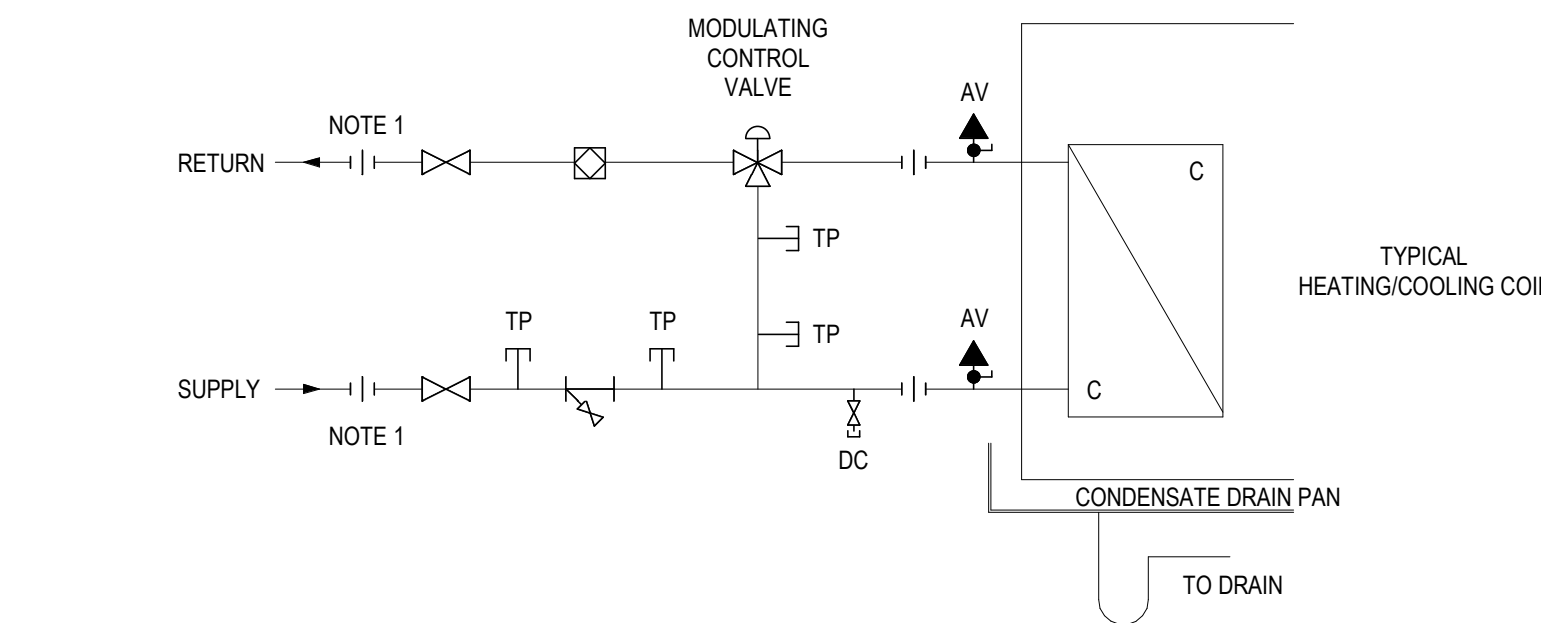 MODULATING
CONTROL
VALVE
AV
NOTE 1
RETURN
C
TP
TYPICAL
HEATING/COOLING COI
TP
AV
TP
TP
SUPPLY
C
NOTE 1
DC
CONDENSATE DRAIN PAN
TO DRAIN